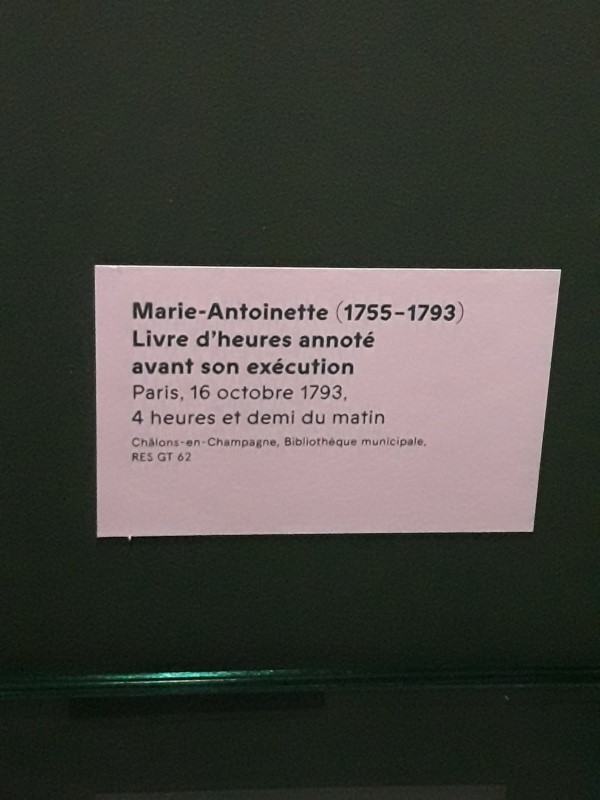 Marie-Antoinette (1755-1793)
Livre d'heures annoté
avant son exécution
Paris, 16 octobre 1793,
4 heures et demi du matin
Châlons-en-Champagne, Bibliothèque municipale,
RES GT 62